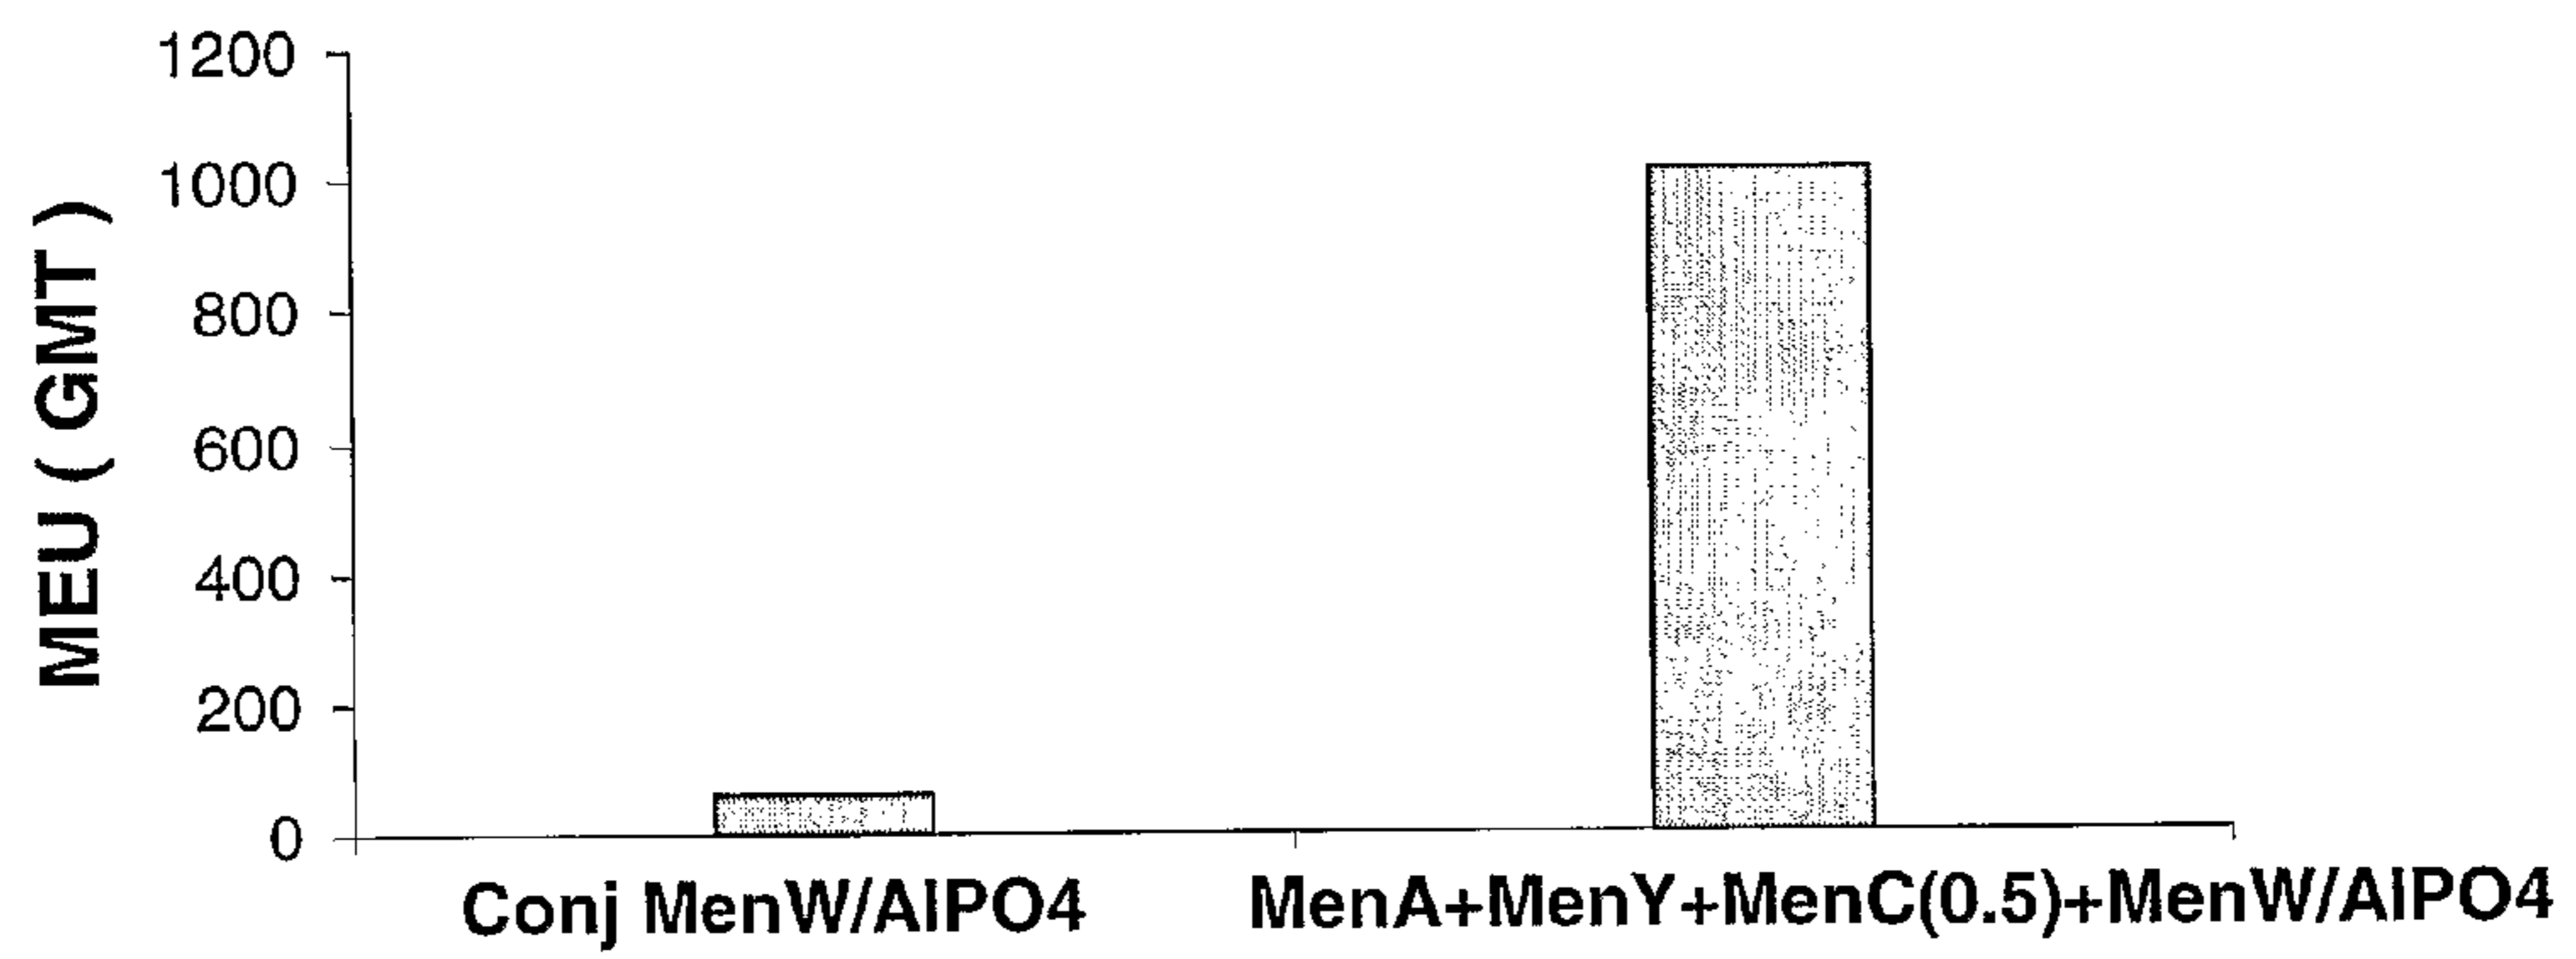 MEU ( GMT )
1200
1000
800
600
400
200
0
Conj MenW/AlPO4
MenA+MenY+MenC(0.5)+MenW/AlPO4